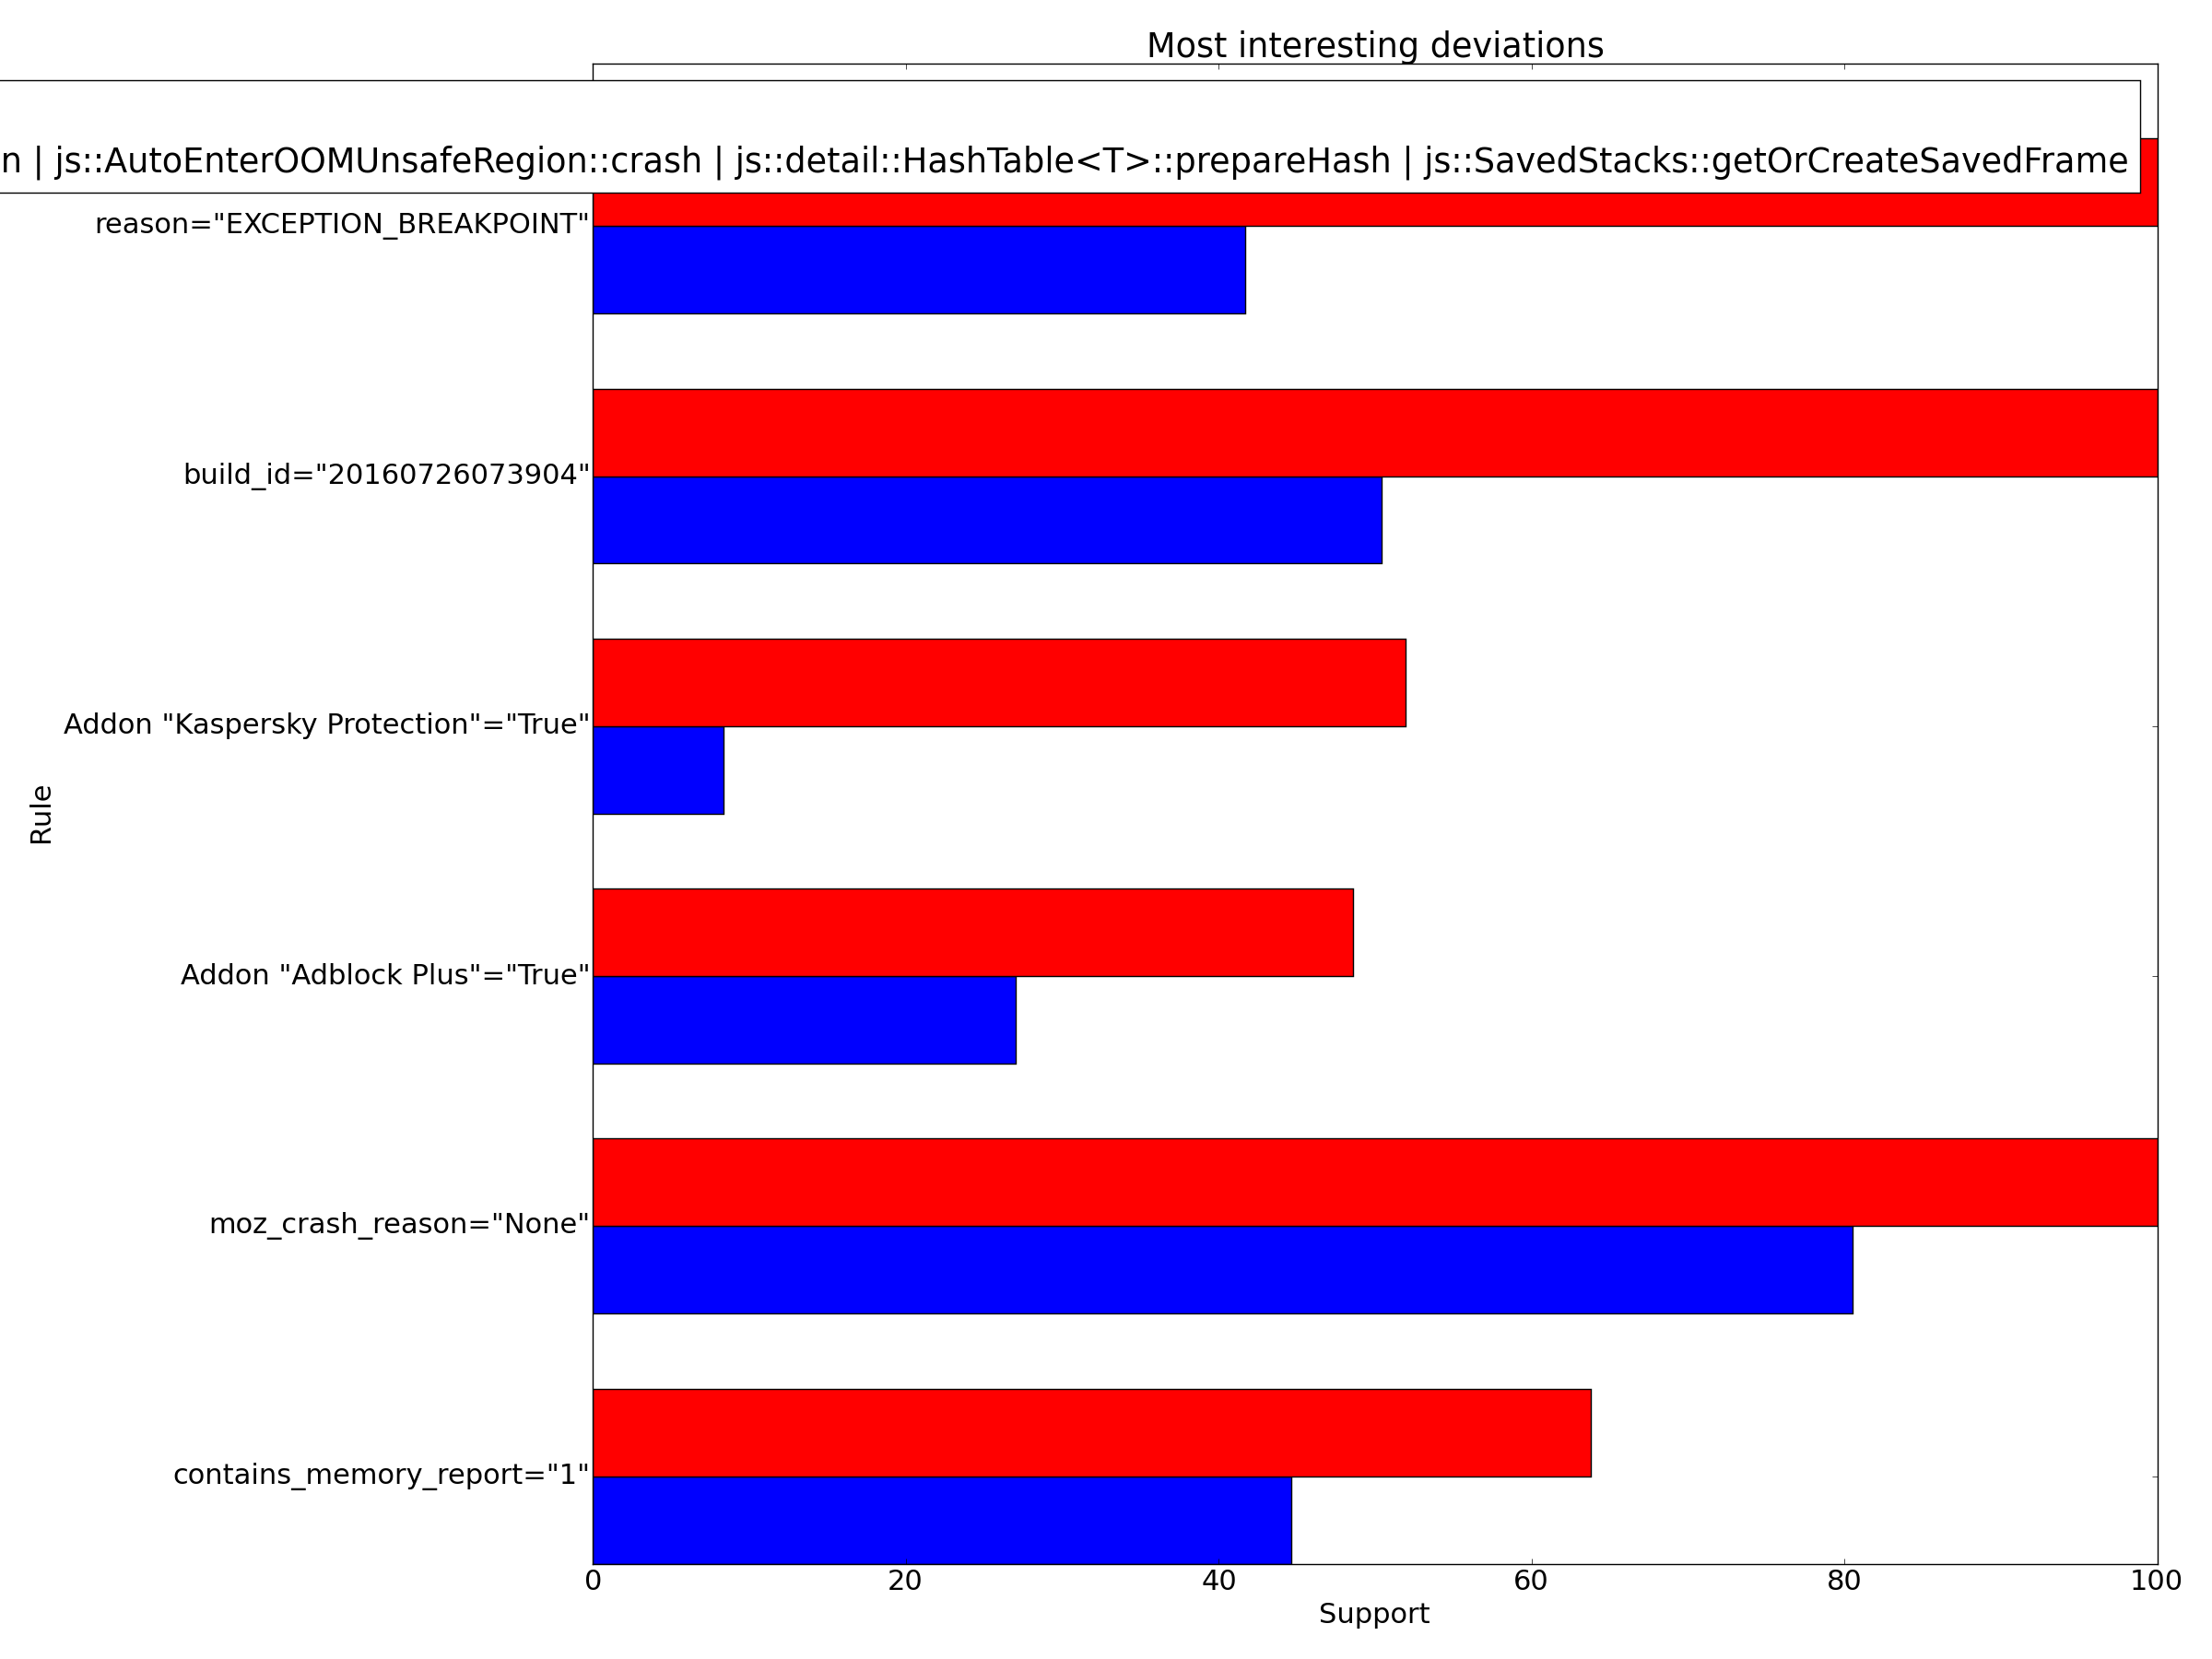 Most interesting deviations
n | js::AutoEnterOOMUnsafeRegion::crash | js::detail::HashTable<T>::prepareHash | js::SavedStacks::getOrCreateSavedFrame
reason="EXCEPTION_BREAKPOINT"
build_id="20160726073904"
Addon "Kaspersky Protection"="True"
Rule
Addon "Adblock Plus"="True"
moz_crash_reason="None"
contains_memory_report="1"
0 20 40 60 80 100
Support